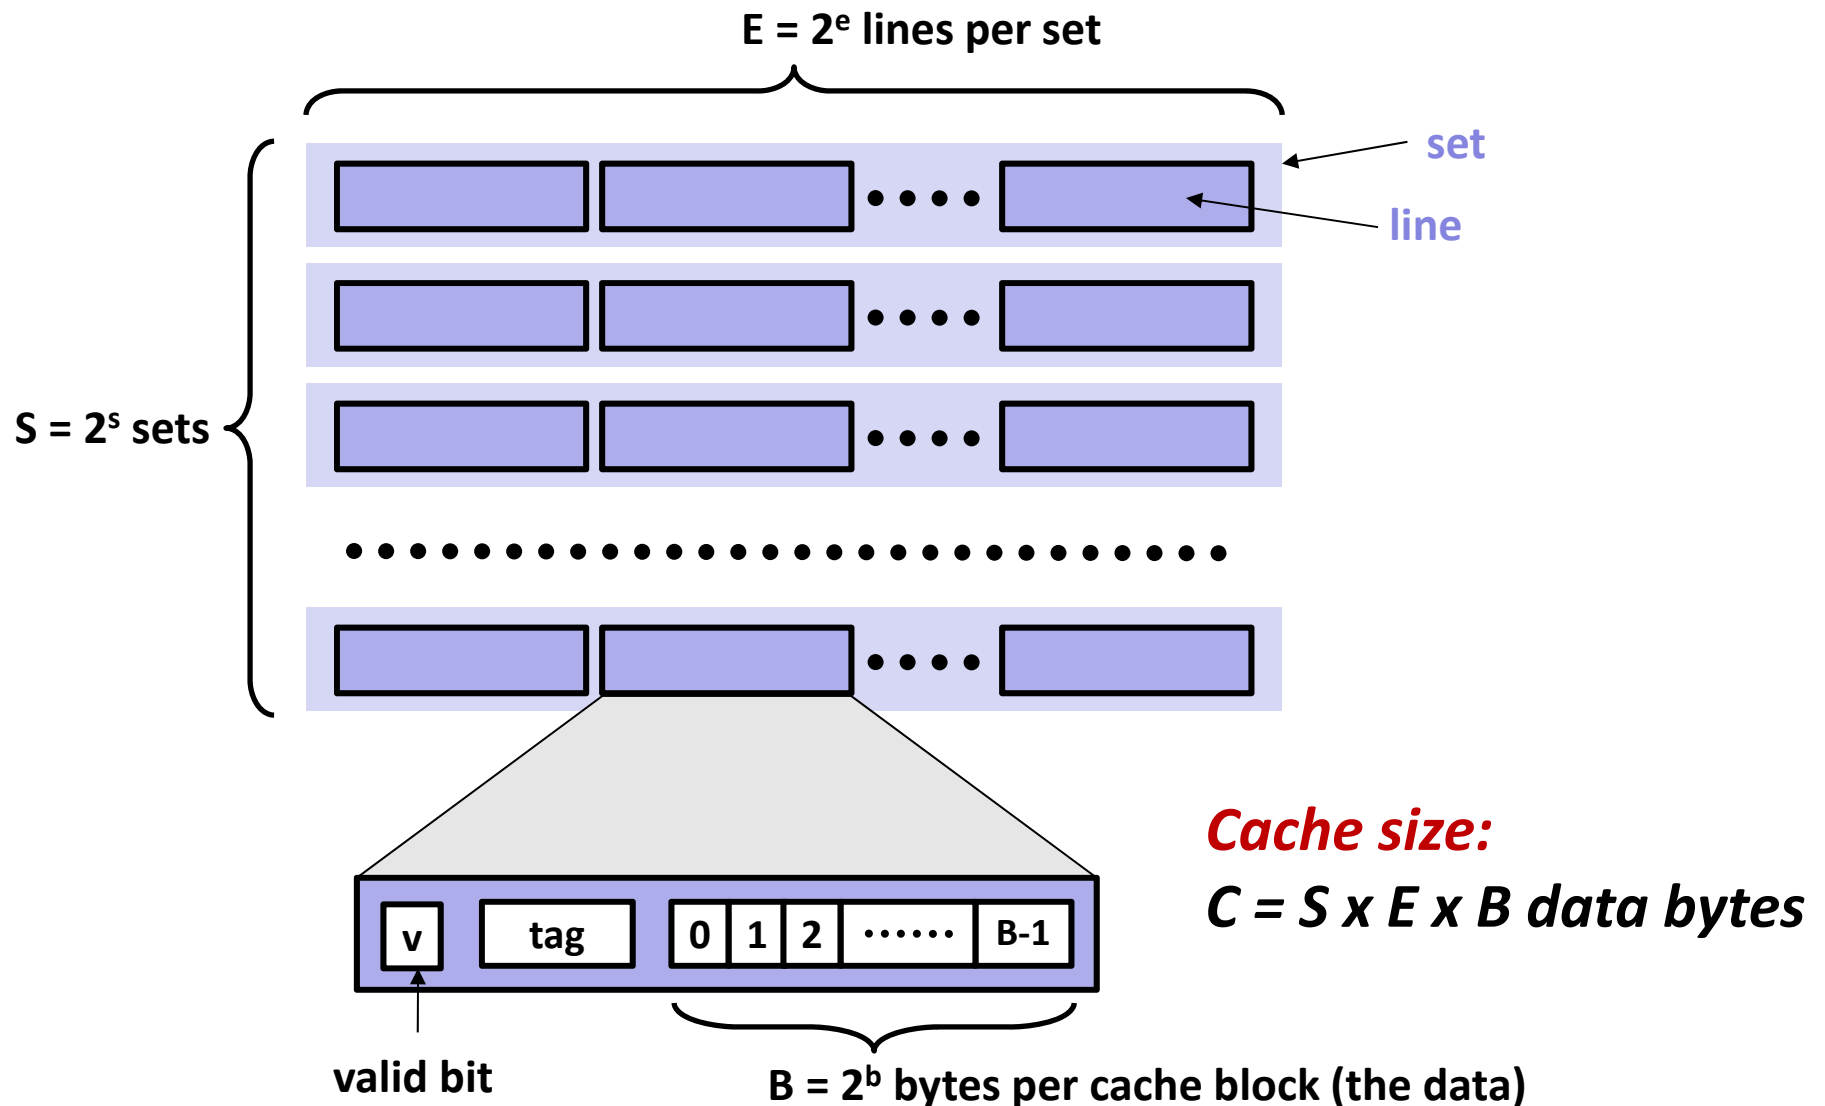 E = 2ᵉ lines per set
set
line
S = 2ˢ sets
Cache size:
C = S x E x B data bytes
v
tag
0
1
2
B-1
valid bit
B = 2ᵇ bytes per cache block (the data)